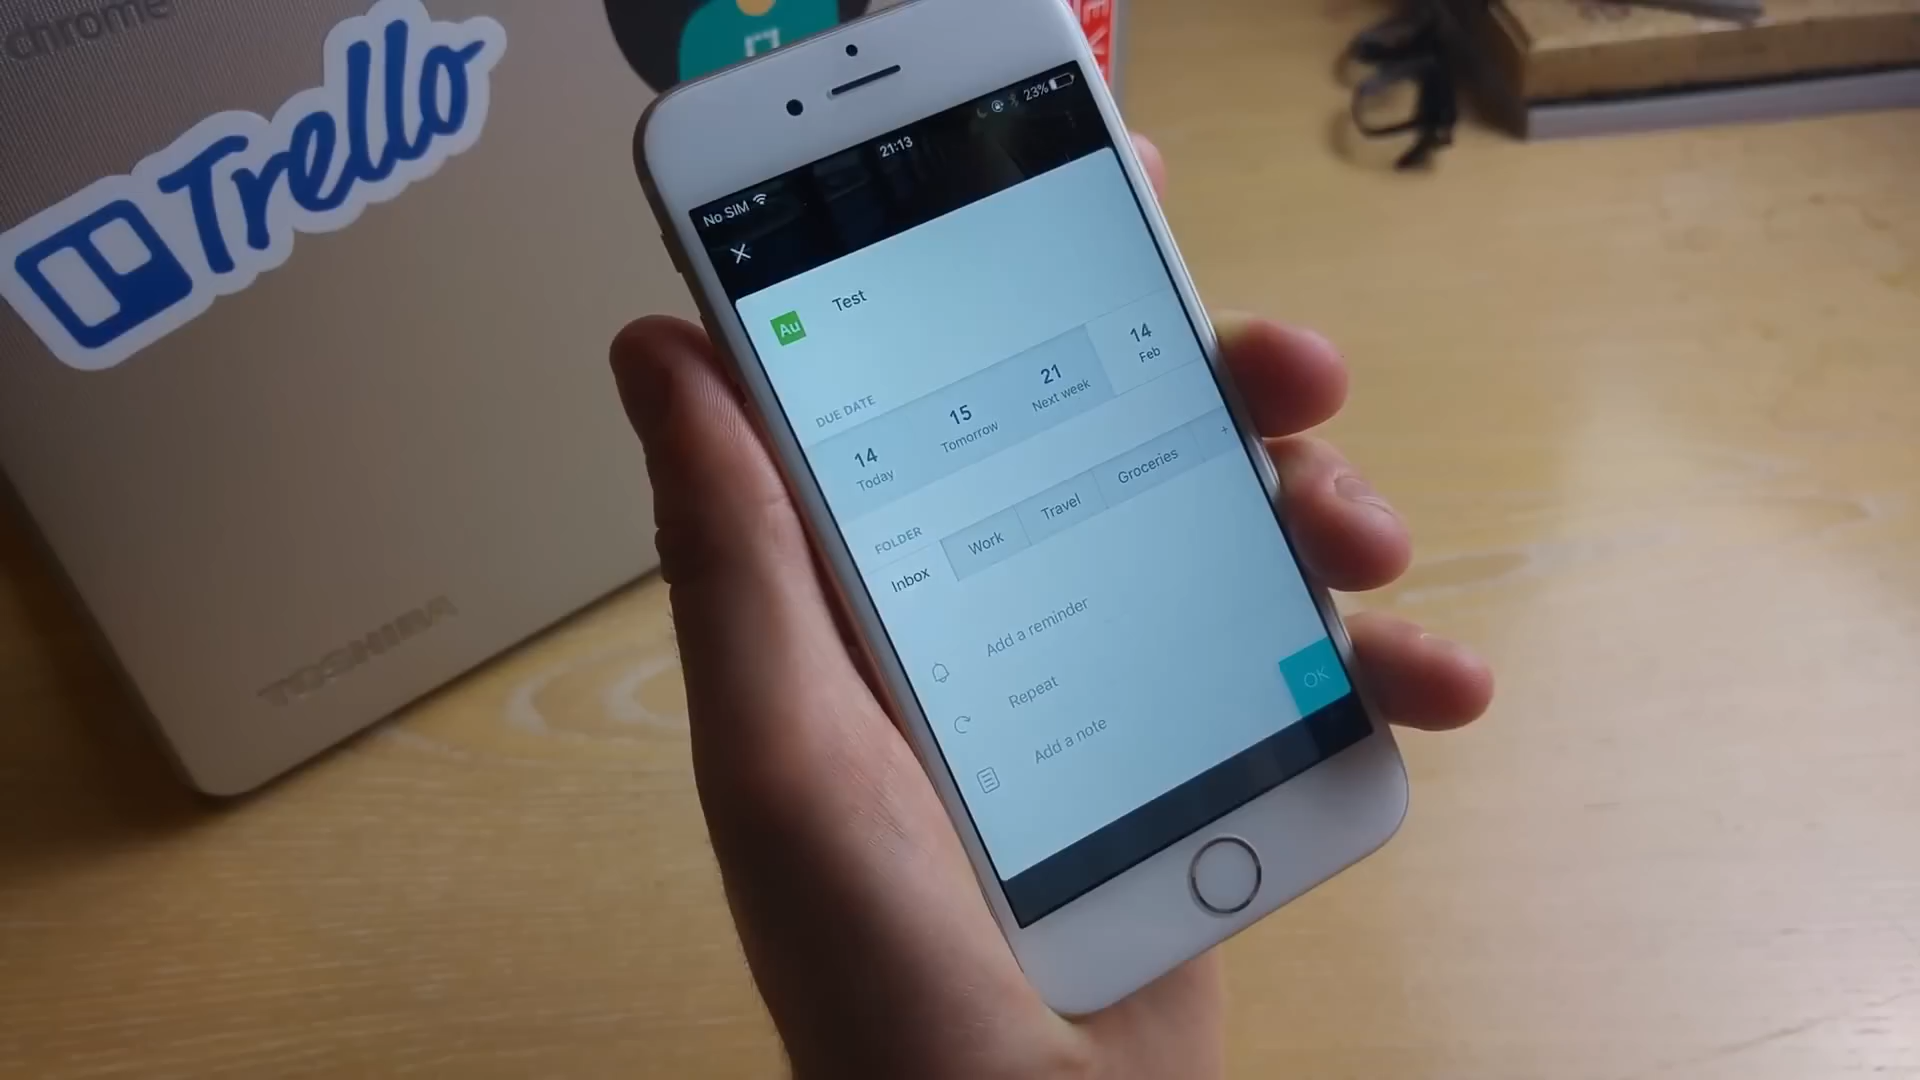 chrome
Trello
TOSHIBA
No SIM
21:13
23%
Au
Test
DUE DATE
14
Today
15
Tomorrow
21
Next week
14
Feb
FOLDER
Inbox
Work
Travel
Groceries
+
Add a reminder
Repeat
Add a note
OK